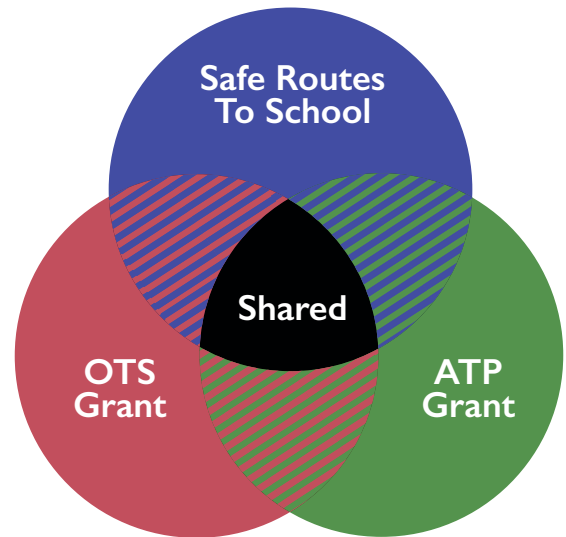 Safe Routes
To School
Shared
OTS
Grant
ATP
Grant